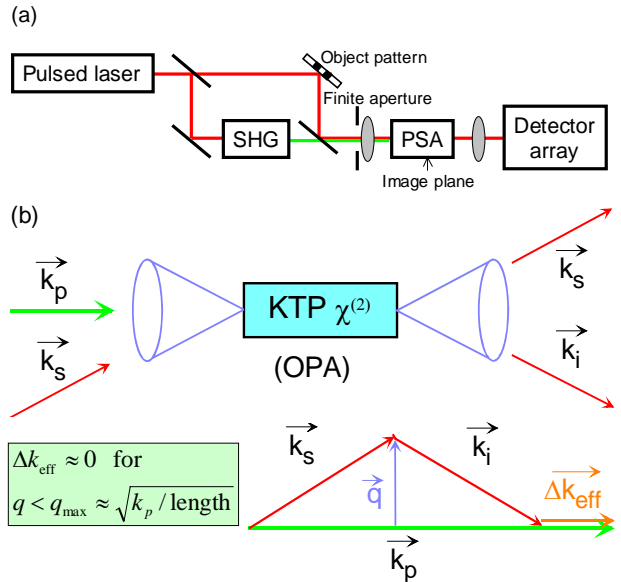 (a)
Object pattern
Pulsed laser
Finite aperture
SHG
PSA
Detector
array
Image plane
(b)
k_p
k_s
KTP χ^(2)
(OPA)
k_s
k_i
Δk_eff ≈ 0 for
q < q_max ≈ √(k_p / length)
k_s
k_i
q
Δk_eff
k_p